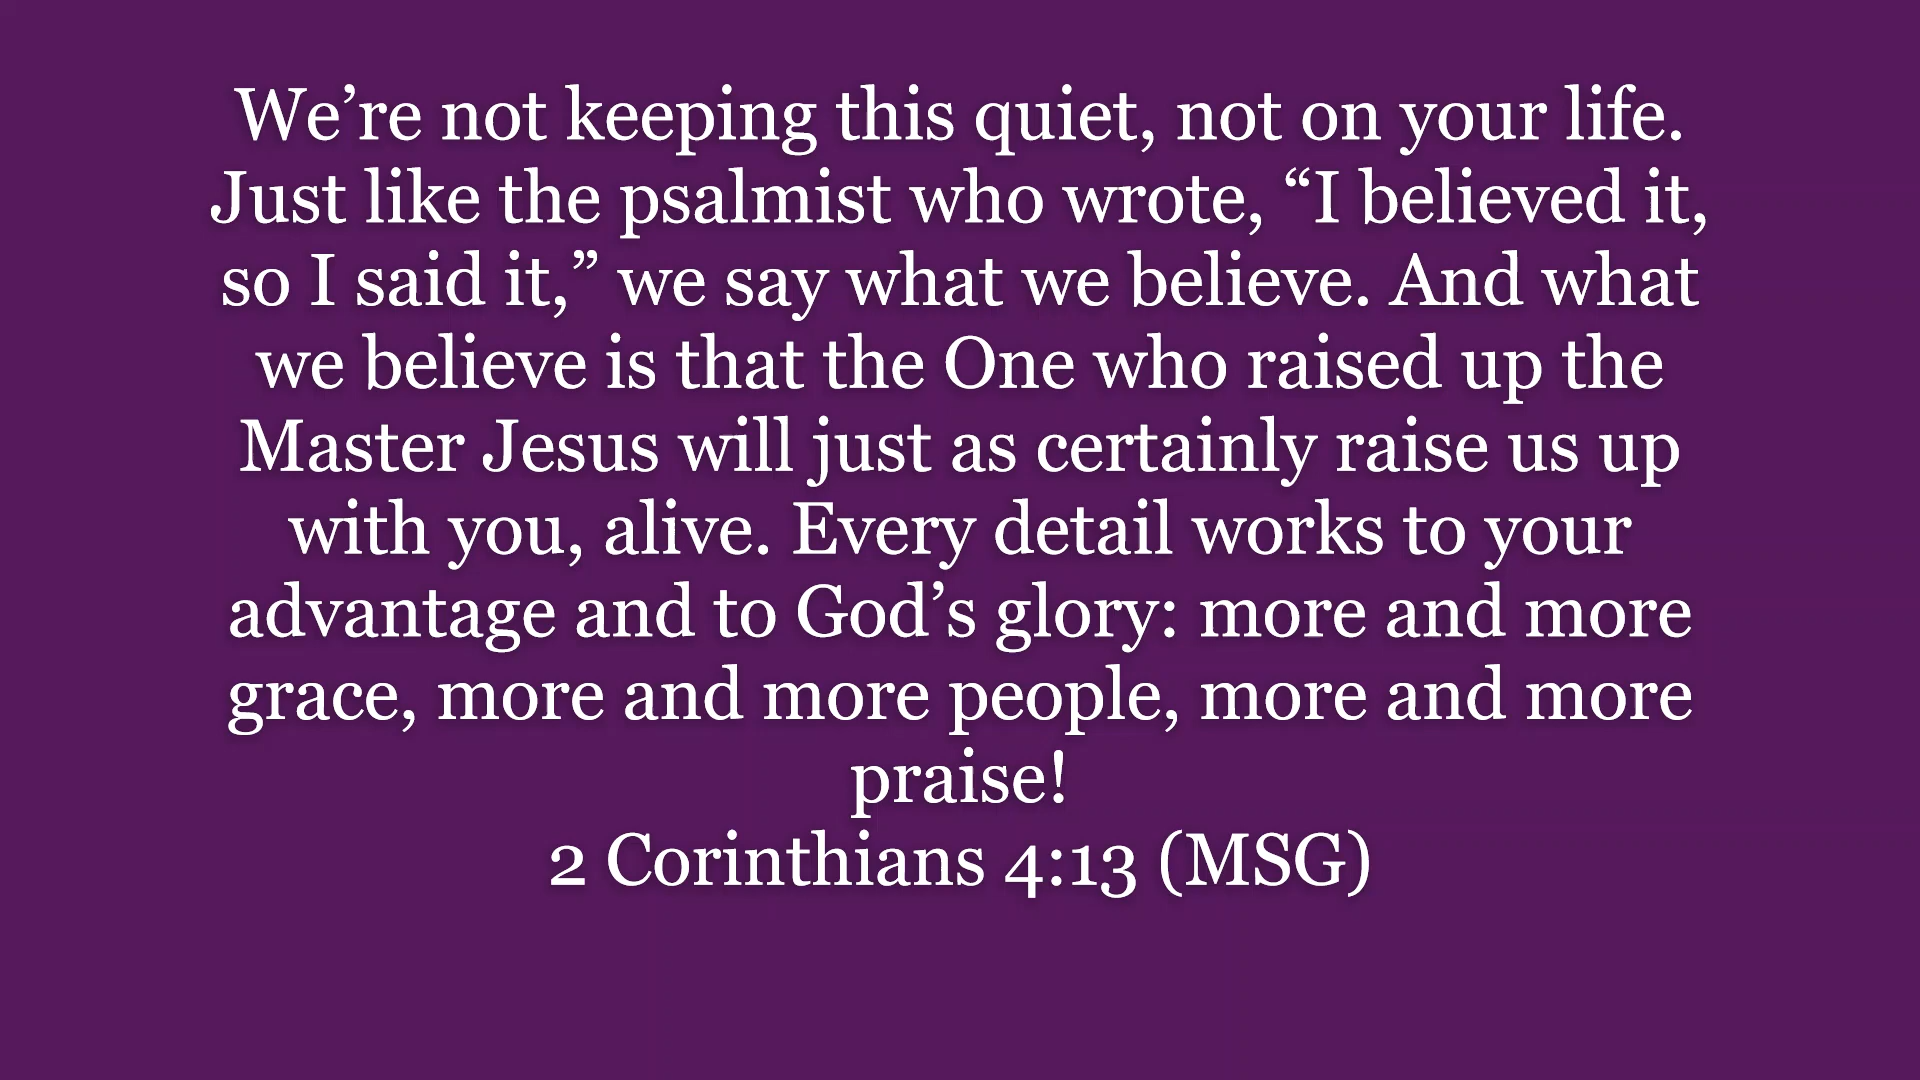 We’re not keeping this quiet, not on your life.
Just like the psalmist who wrote, “I believed it,
so I said it,” we say what we believe. And what
we believe is that the One who raised up the
Master Jesus will just as certainly raise us up
with you, alive. Every detail works to your
advantage and to God’s glory: more and more
grace, more and more people, more and more
praise!
2 Corinthians 4:13 (MSG)